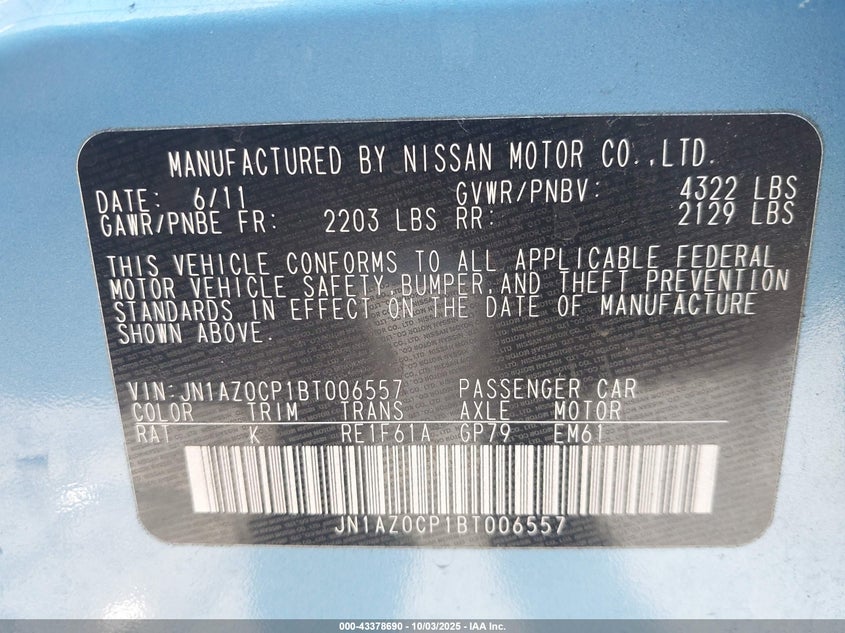 MANUFACTURED BY NISSAN MOTOR CO.,LTD.
DATE: 6/11 GVWR/PNBV: 4322 LBS
GAWR/PNBE FR: 2203 LBS RR: 2129 LBS
THIS VEHICLE CONFORMS TO ALL APPLICABLE FEDERAL
MOTOR VEHICLE SAFETY,BUMPER,AND THEFT PREVENTION
STANDARDS IN EFFECT ON THE DATE OF MANUFACTURE
SHOWN ABOVE.
VIN:JN1AZ0CP1BT006557 PASSENGER CAR
COLOR TRIM TRANS AXLE MOTOR
RAT K RE1F61A GP79 EM61
JN1AZ0CP1BT006557
000-43378690 - 10/03/2025 - IAA Inc.